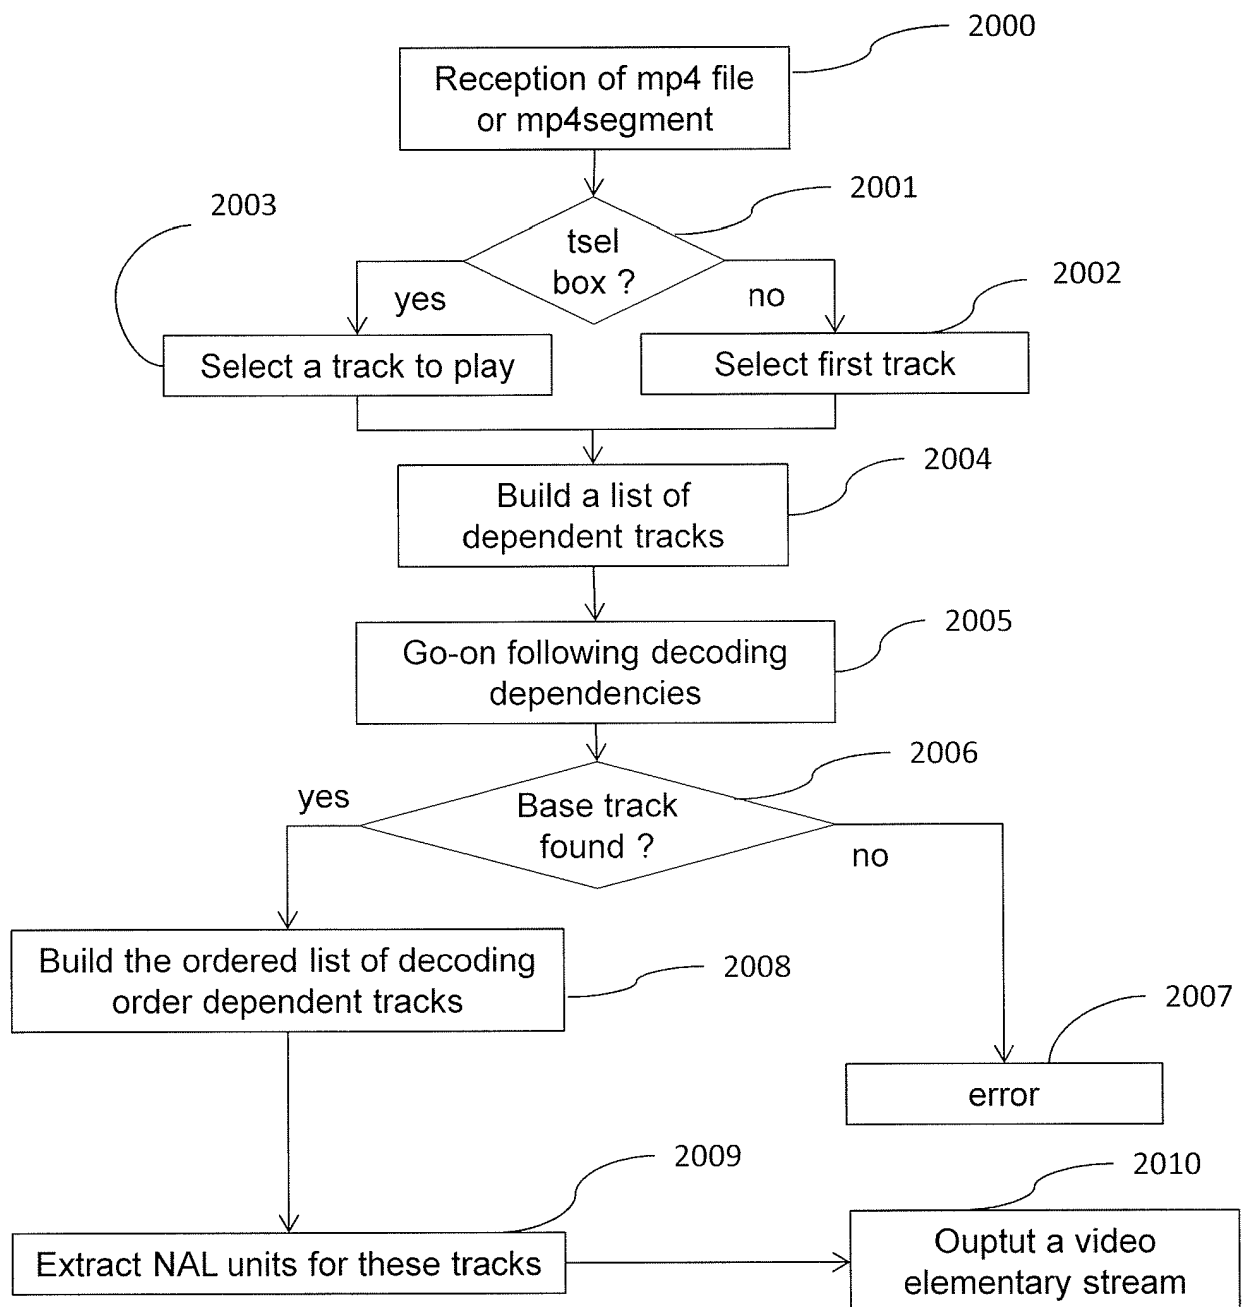 2000
Reception of mp4 file
or mp4segment
2001
2003
tsel
box ?
2002
yes
no
Select a track to play
Select first track
2004
Build a list of
dependent tracks
2005
Go-on following decoding
dependencies
2006
yes
Base track
found ?
no
Build the ordered list of decoding
order dependent tracks
2008
2007
error
2009
2010
Extract NAL units for these tracks
Ouptut a video
elementary stream